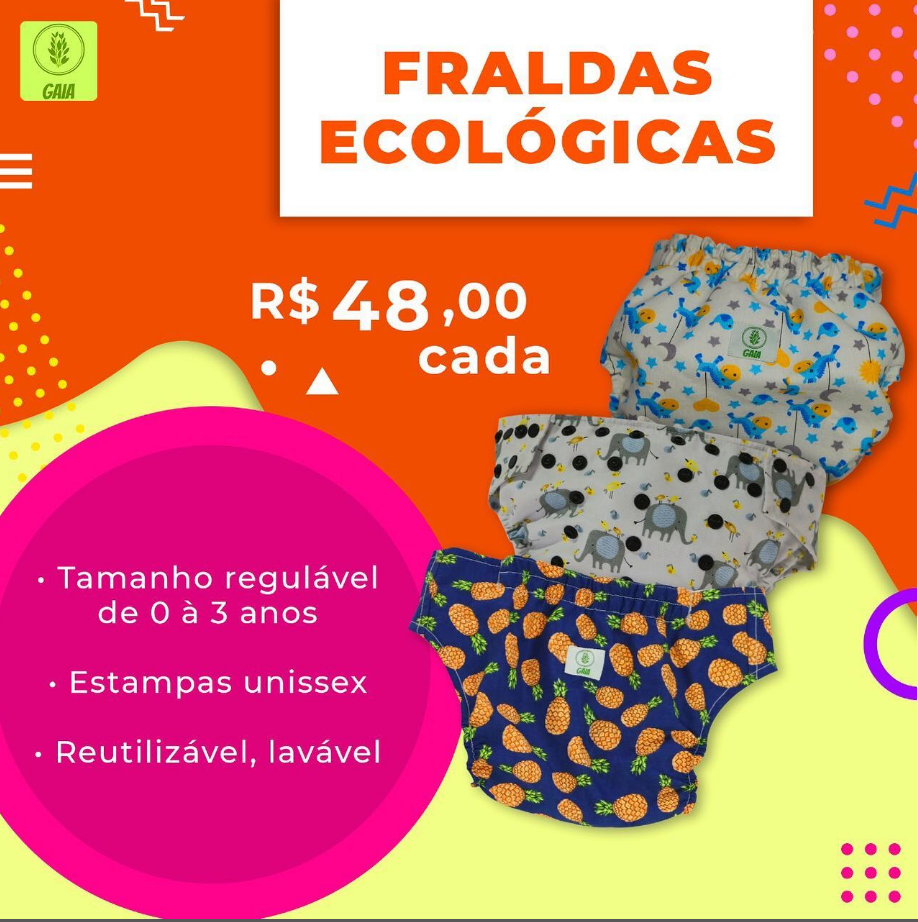 GAIA
FRALDAS
ECOLÓGICAS
R$ 48,00
cada
GAIA
GAIA
• Tamanho regulável
de 0 à 3 anos
• Estampas unissex
• Reutilizável, lavável